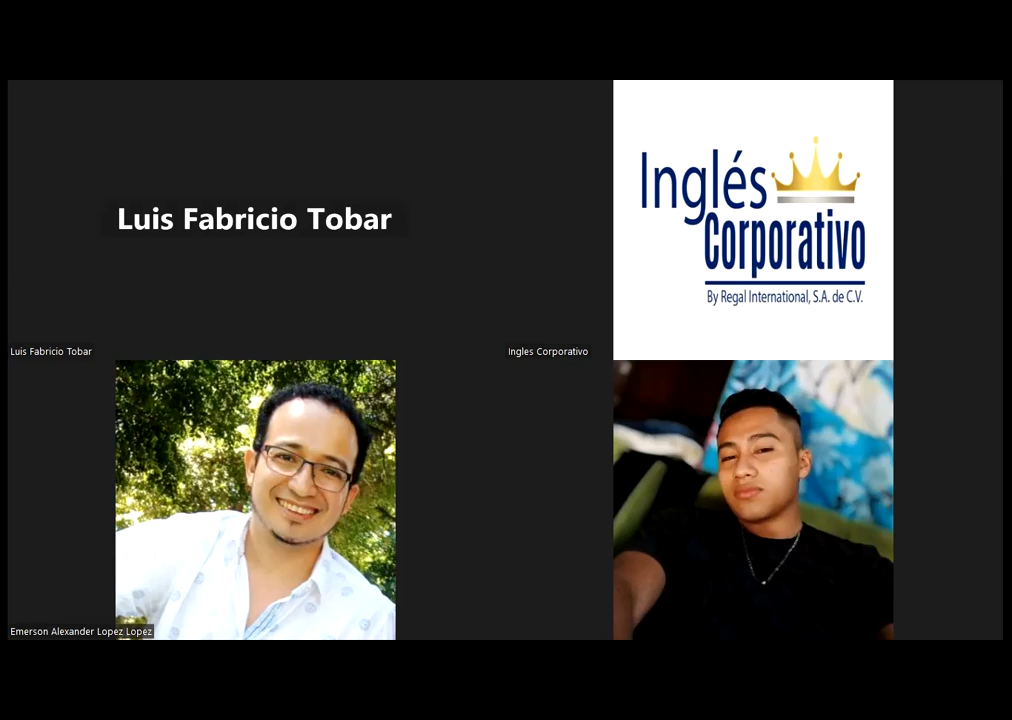 Luis Fabricio Tobar
Inglés
Corporativo
By Regal International, S.A. de C.V.
Luis Fabricio Tobar
Ingles Corporativo
Emerson Alexander Lopez Lopez